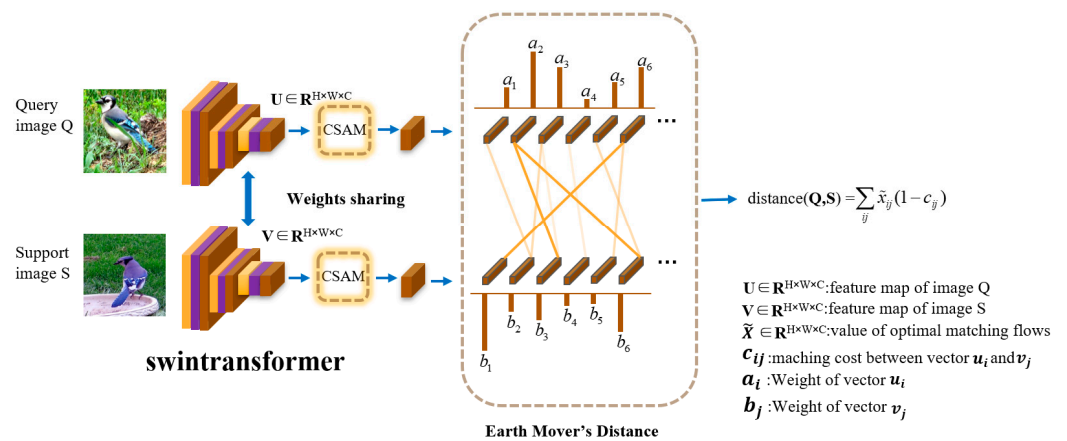 Query
image Q
U ∈ R^{H×W×C}
CSAM
a_1
a_2
a_3
a_4
a_5
a_6
...
Weights sharing
Support
image S
V ∈ R^{H×W×C}
CSAM
...
b_1
b_2
b_3
b_4
b_5
b_6
swintransformer
Earth Mover's Distance
distance(Q,S) = ∑_{ij} x̃_{ij} (1 − c_{ij})
U ∈ R^{H×W×C}:feature map of image Q
V ∈ R^{H×W×C}:feature map of image S
X̃ ∈ R^{H×W×C}:value of optimal matching flows
c_{ij} :maching cost between vector u_i and v_j
a_i :Weight of vector u_i
b_j :Weight of vector v_j